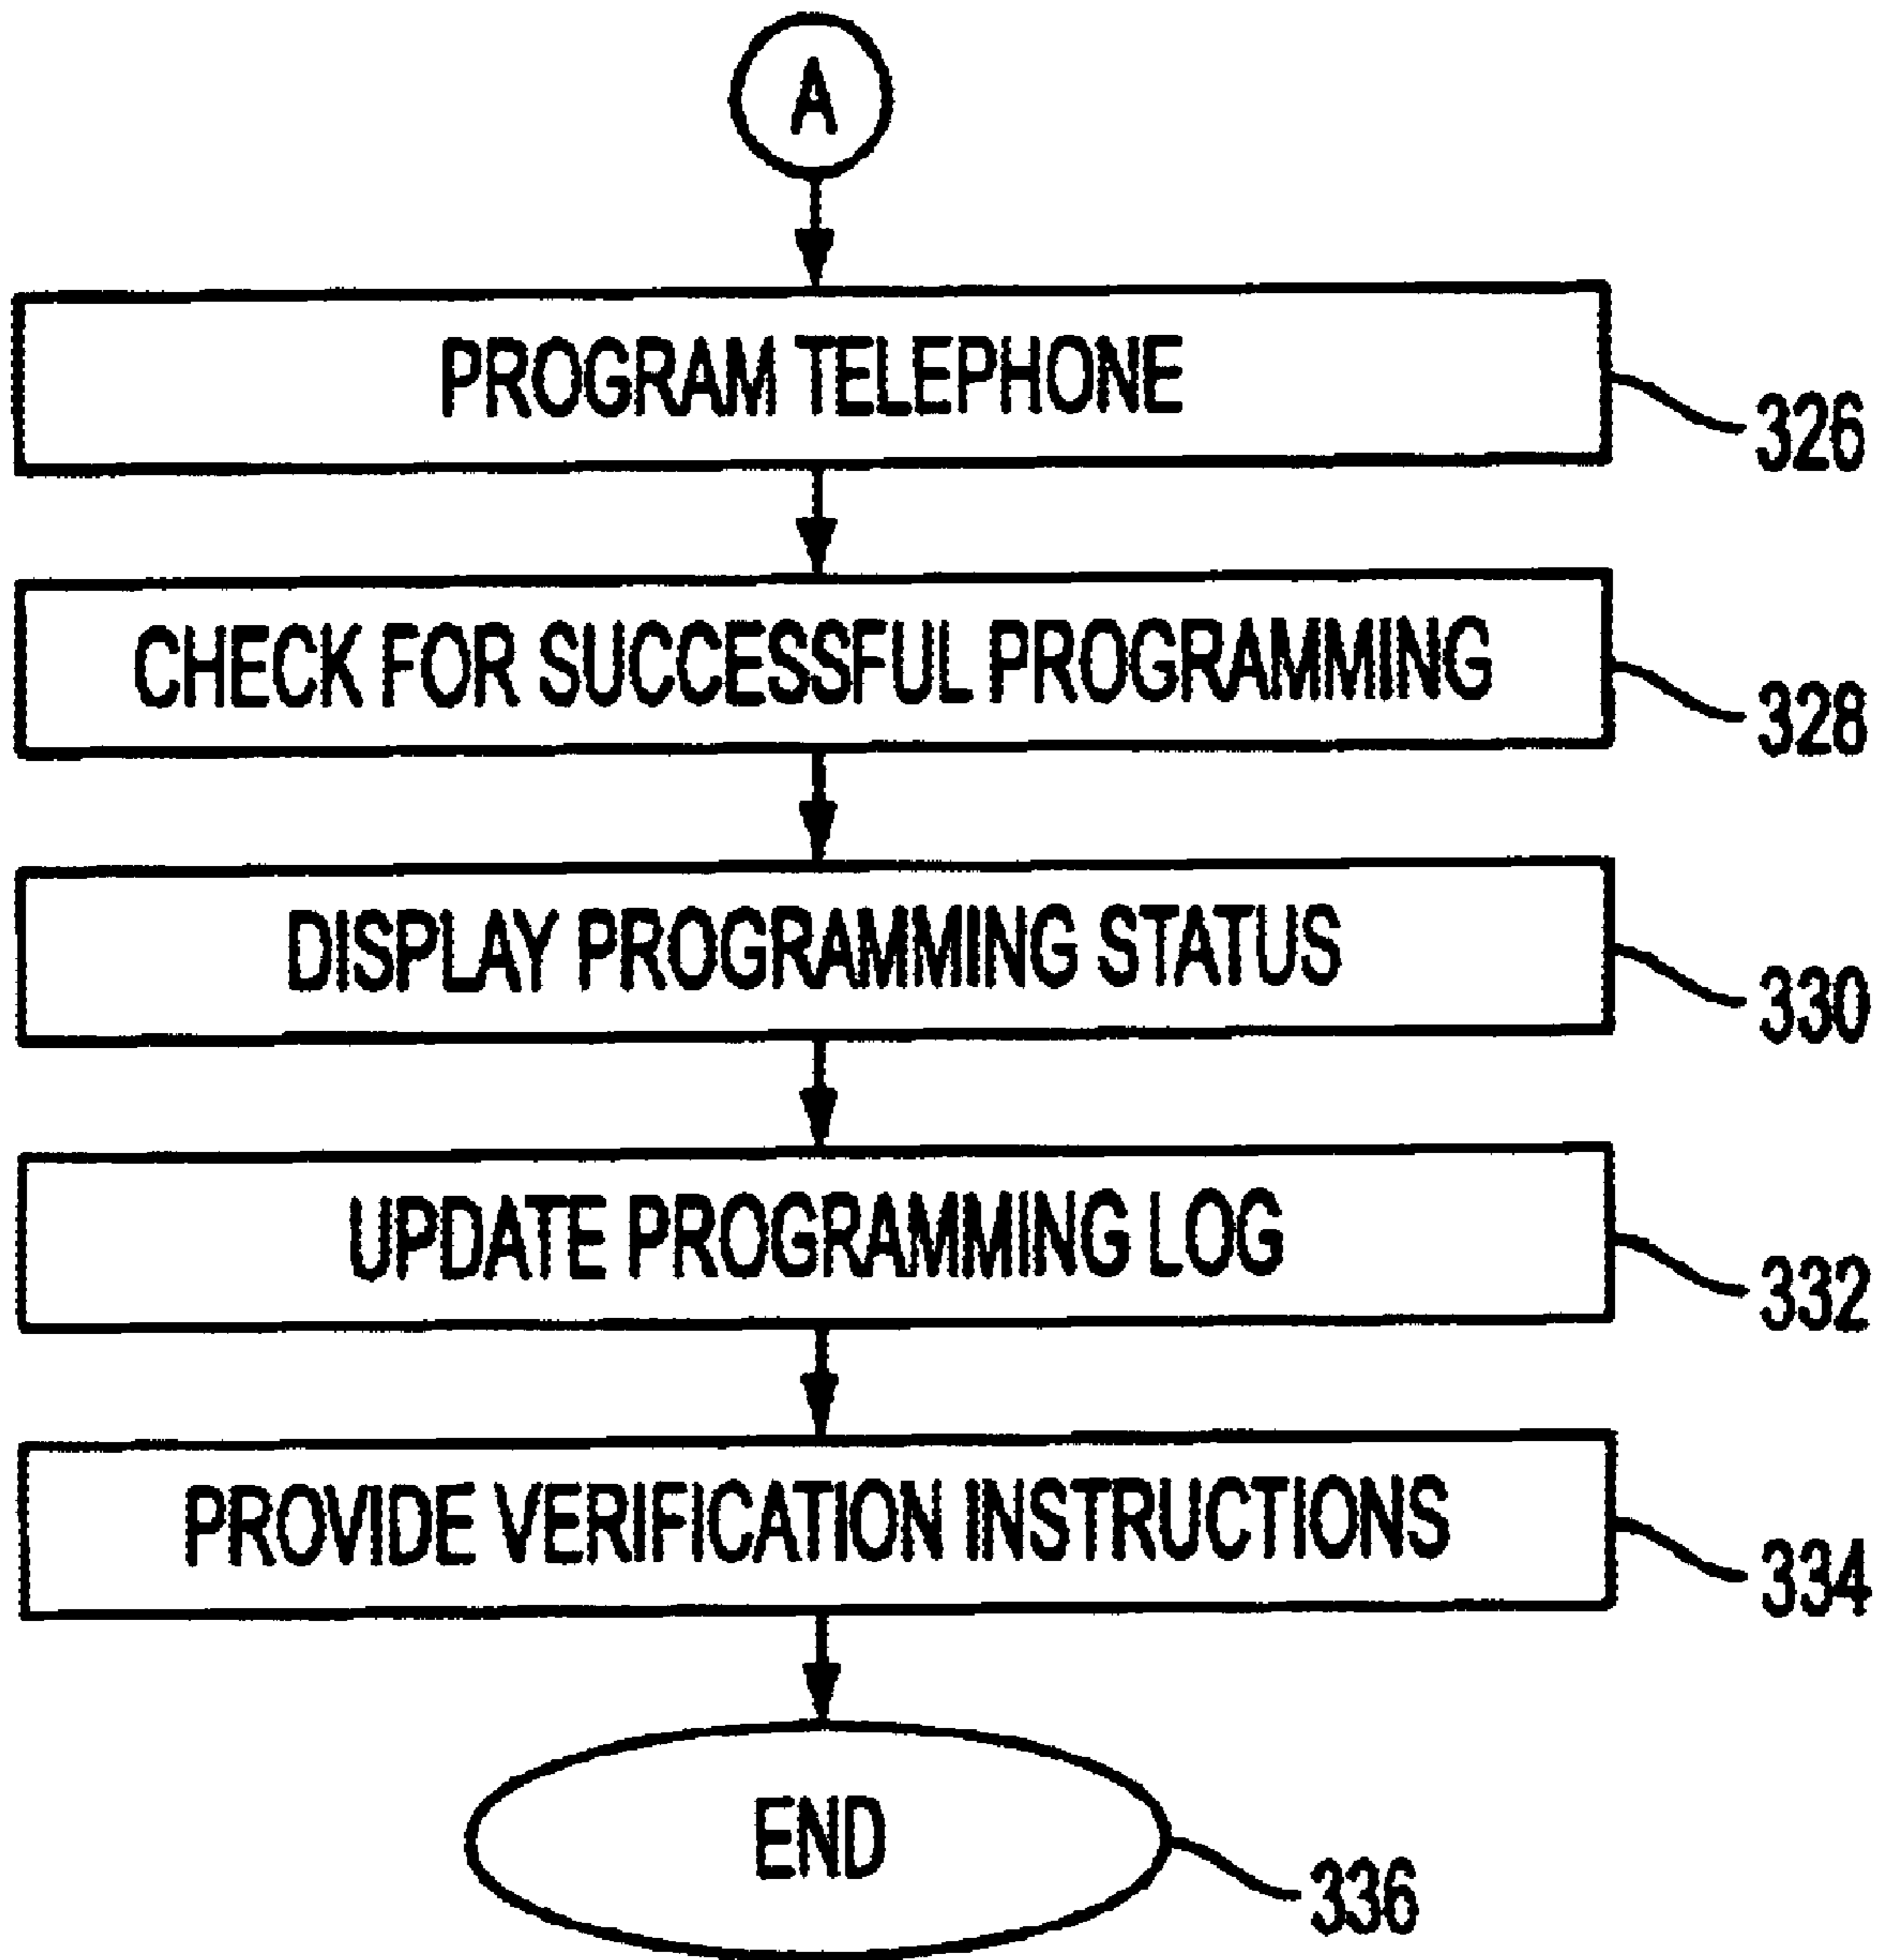 A
PROGRAM TELEPHONE
326
CHECK FOR SUCCESSFUL PROGRAMMING
328
DISPLAY PROGRAMMING STATUS
330
UPDATE PROGRAMMING LOG
332
PROVIDE VERIFICATION INSTRUCTIONS
334
END
336